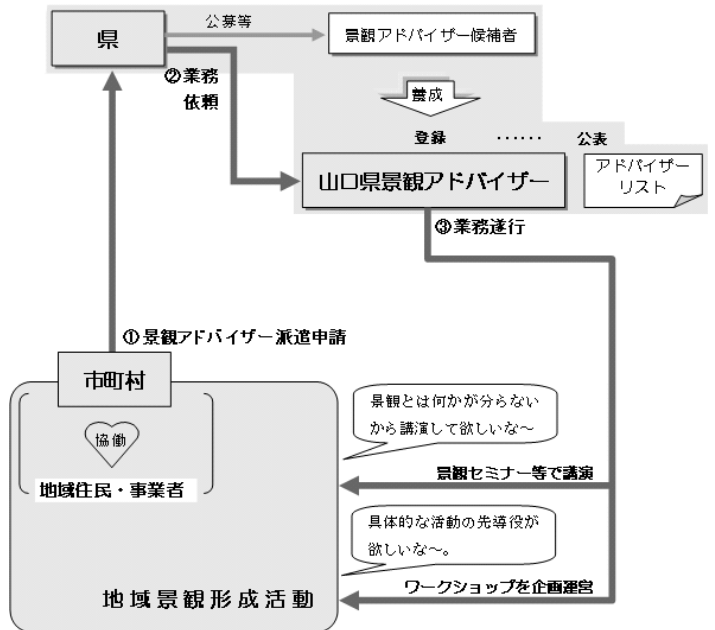 県
公募等
景観アドバイザー候補者
②業務
依頼
養成
登録 ‥‥‥ 公表
山口県景観アドバイザー
アドバイザー
リスト
③業務遂行
①景観アドバイザー派遣申請
市町村
協働
地域住民・事業者
景観とは何かが分らない
から講演して欲しいな～
景観セミナー等で講演
具体的な活動の先導役が
欲しいな～。
ワークショップを企画運営
地域景観形成活動